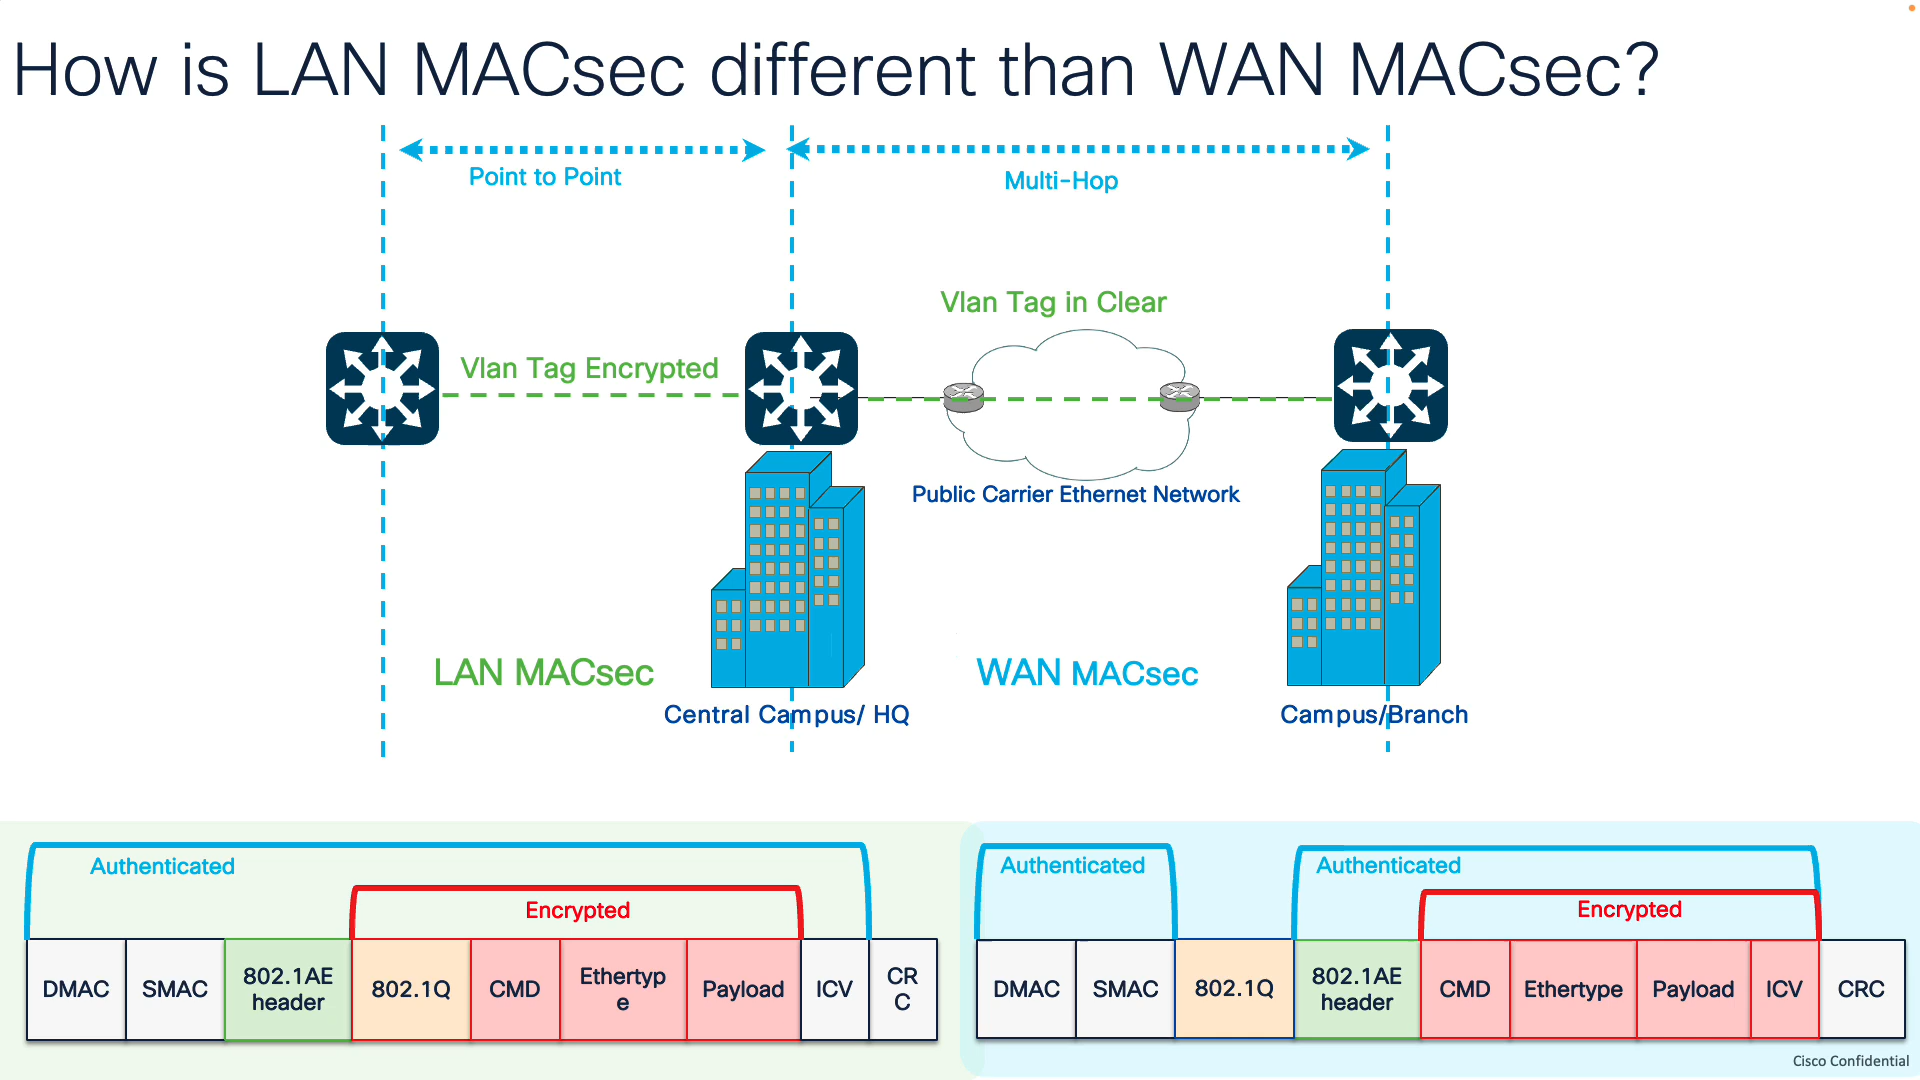 How is LAN MACsec different than WAN MACsec?
Point to Point
Multi-Hop
Vlan Tag in Clear
Vlan Tag Encrypted
Public Carrier Ethernet Network
LAN MACsec
WAN MACsec
Central Campus/ HQ
Campus/Branch
Authenticated
Encrypted
DMAC
SMAC
802.1AE
header
802.1Q
CMD
Ethertyp
e
Payload
ICV
CR
C
Authenticated
Authenticated
Encrypted
DMAC
SMAC
802.1Q
802.1AE
header
CMD
Ethertype
Payload
ICV
CRC
Cisco Confidential